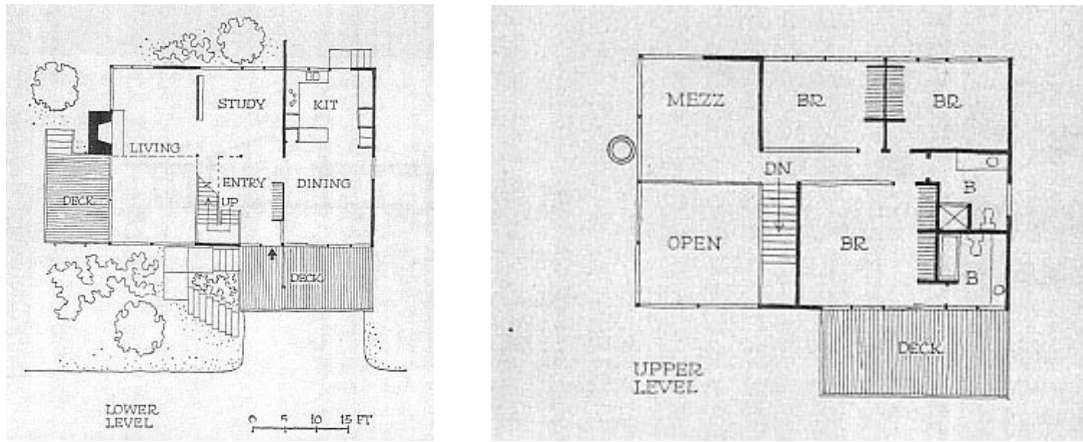 STUDY
KIT
LIVING
ENTRY
DINING
UP
DECK
DECK
LOWER
LEVEL
0 5 10 15 FT
MEZZ
BR
BR
DN
B
OPEN
BR
B
DECK
UPPER
LEVEL